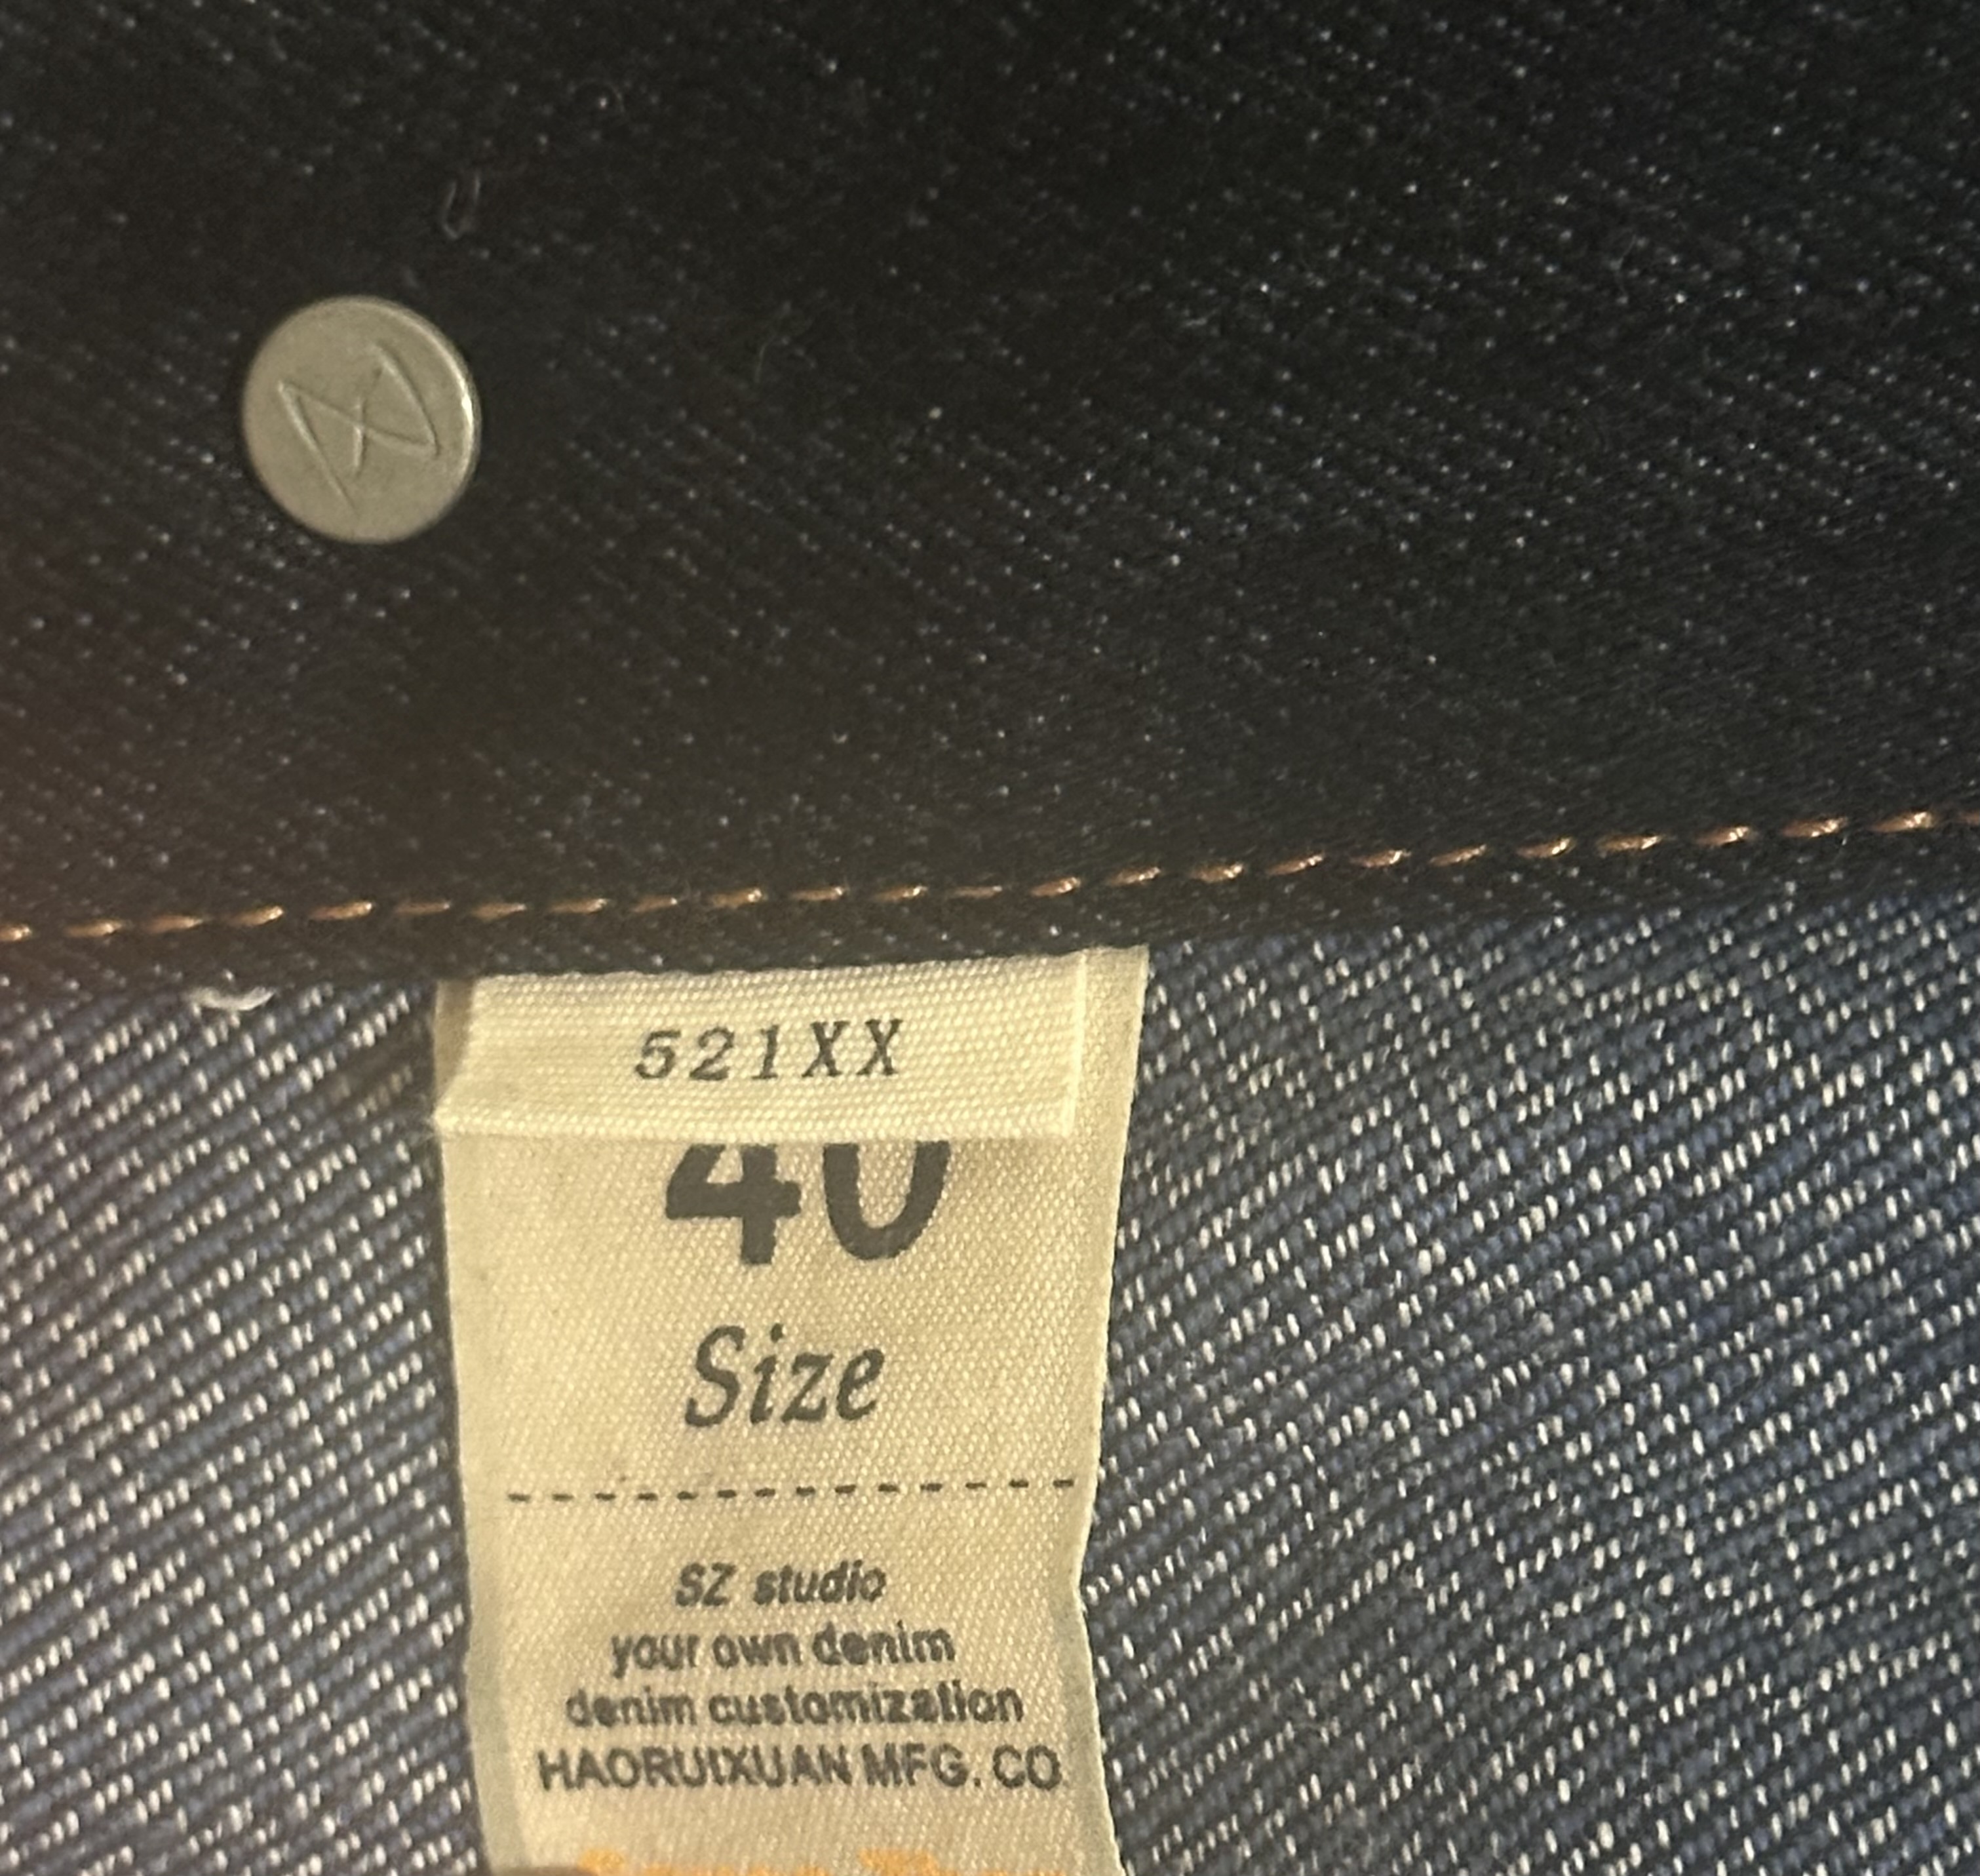 521XX
40
Size
SZ studio
your own denim
denim customization
HAORUIXUAN MFG. CO